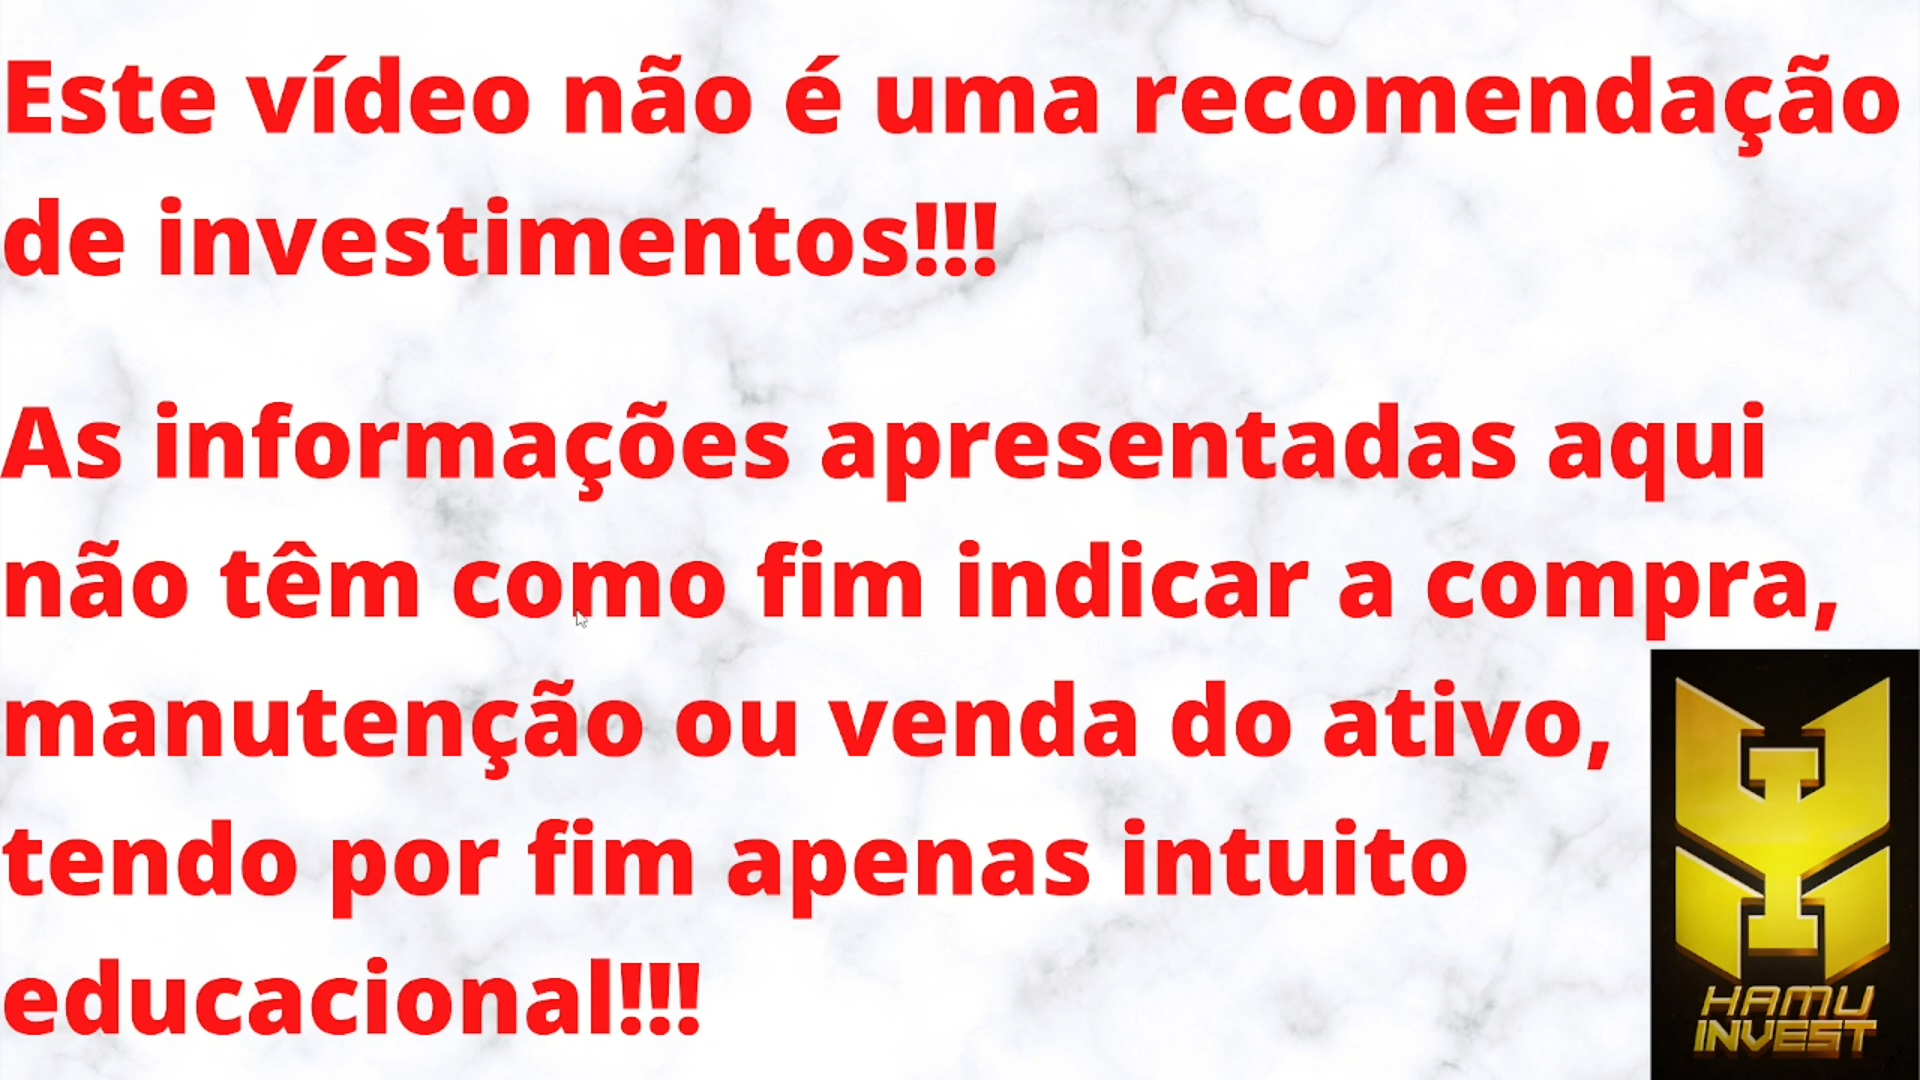 Este vídeo não é uma recomendação
de investimentos!!!
As informações apresentadas aqui
não têm como fim indicar a compra,
manutenção ou venda do ativo,
tendo por fim apenas intuito
educacional!!!
HAMU
INVEST